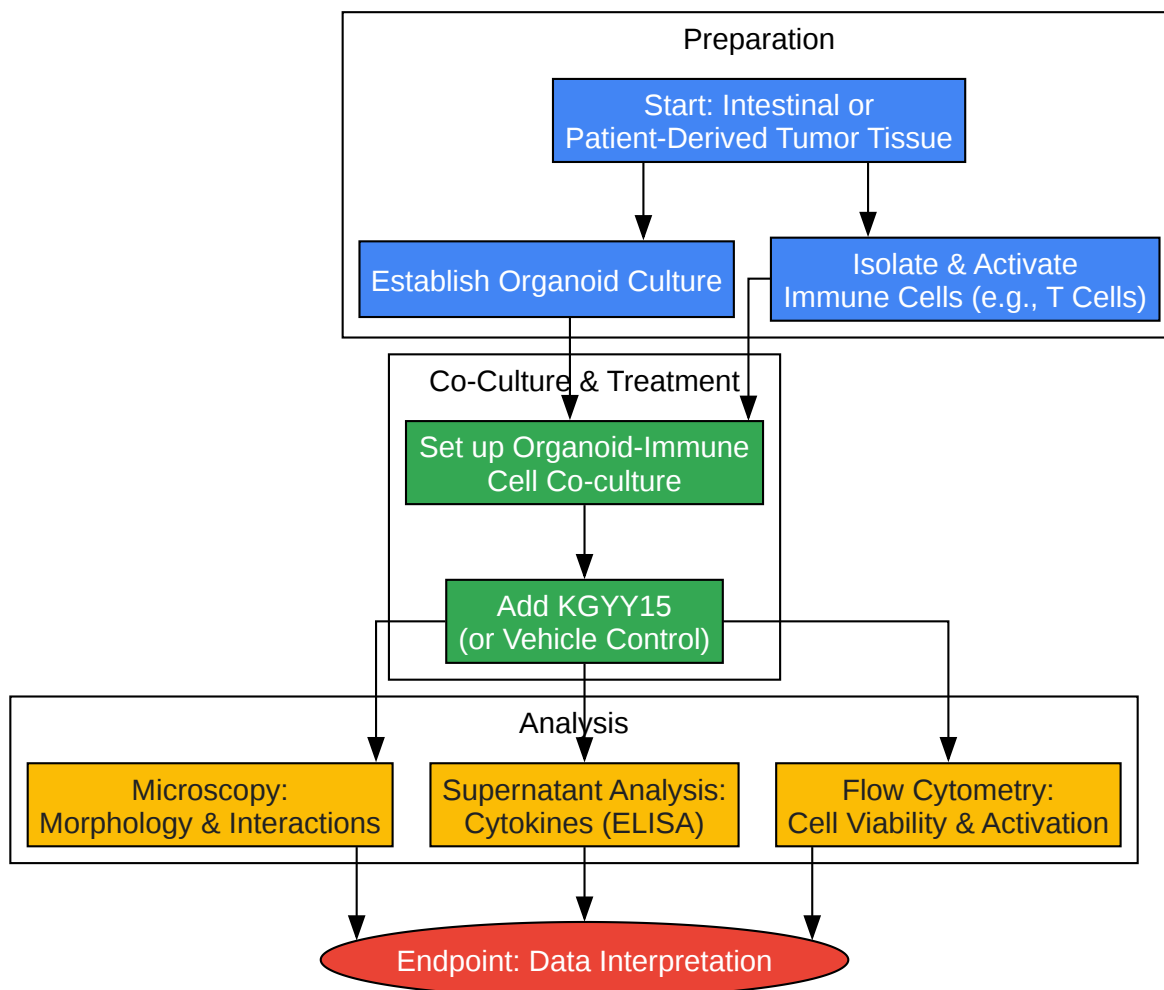 Preparation
Start: Intestinal or
Patient-Derived Tumor Tissue
Establish Organoid Culture
Isolate & Activate
Immune Cells (e.g., T Cells)
Co-Culture & Treatment
Set up Organoid-Immune
Cell Co-culture
Add KGYY15
(or Vehicle Control)
Analysis
Microscopy:
Morphology & Interactions
Supernatant Analysis:
Cytokines (ELISA)
Flow Cytometry:
Cell Viability & Activation
Endpoint: Data Interpretation